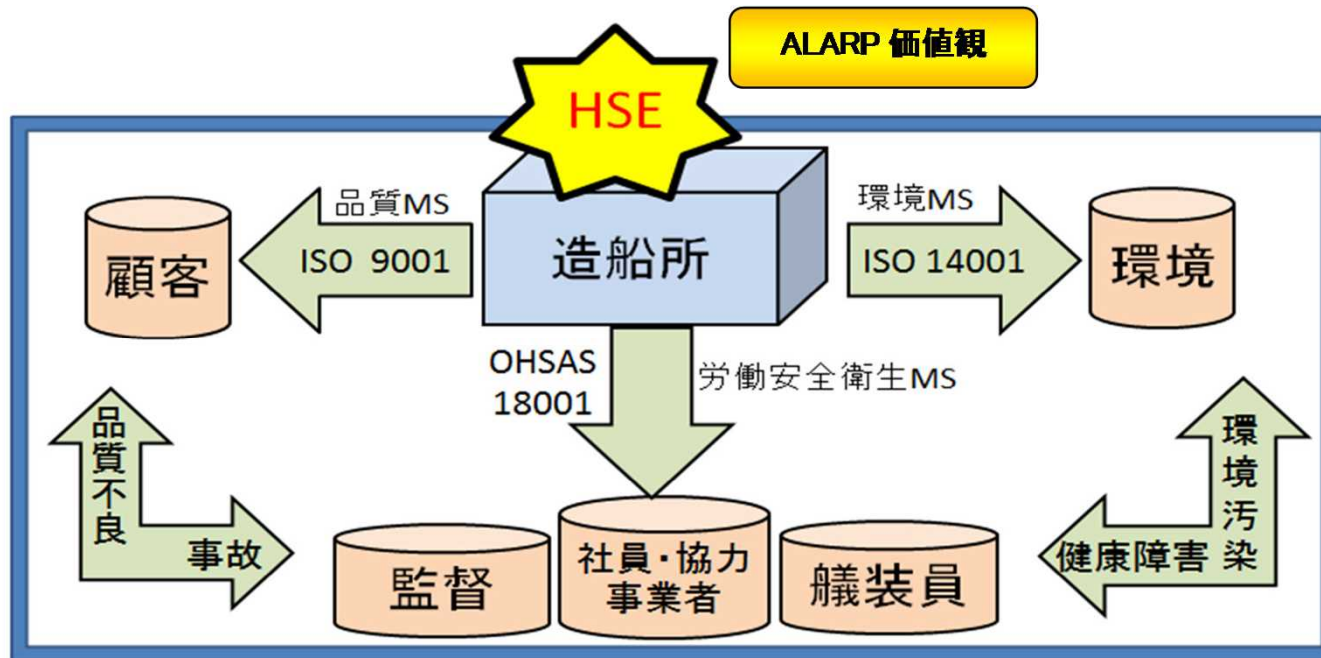 ALARP 価値観
HSE
品質MS
環境MS
顧客
ISO 9001
造船所
ISO 14001
環境
OHSAS
18001
労働安全衛生MS
品質不良
事故
監督
社員・協力
事業者
艤装員
健康障害
環境汚染